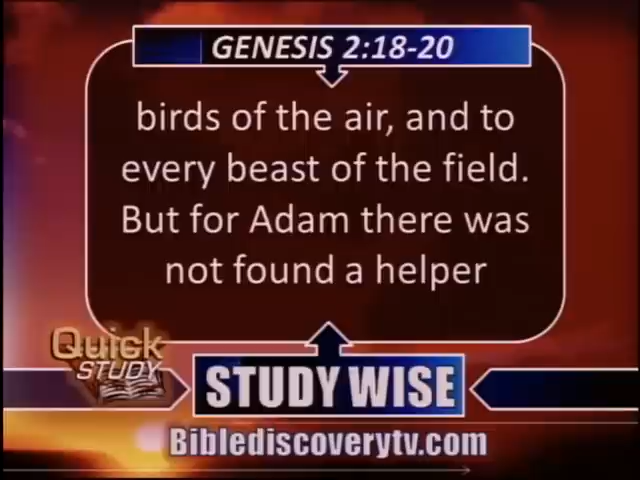 GENESIS 2:18-20
birds of the air, and to
every beast of the field.
But for Adam there was
not found a helper
Quick
STUDY
STUDY WISE
Biblediscoverytv.com